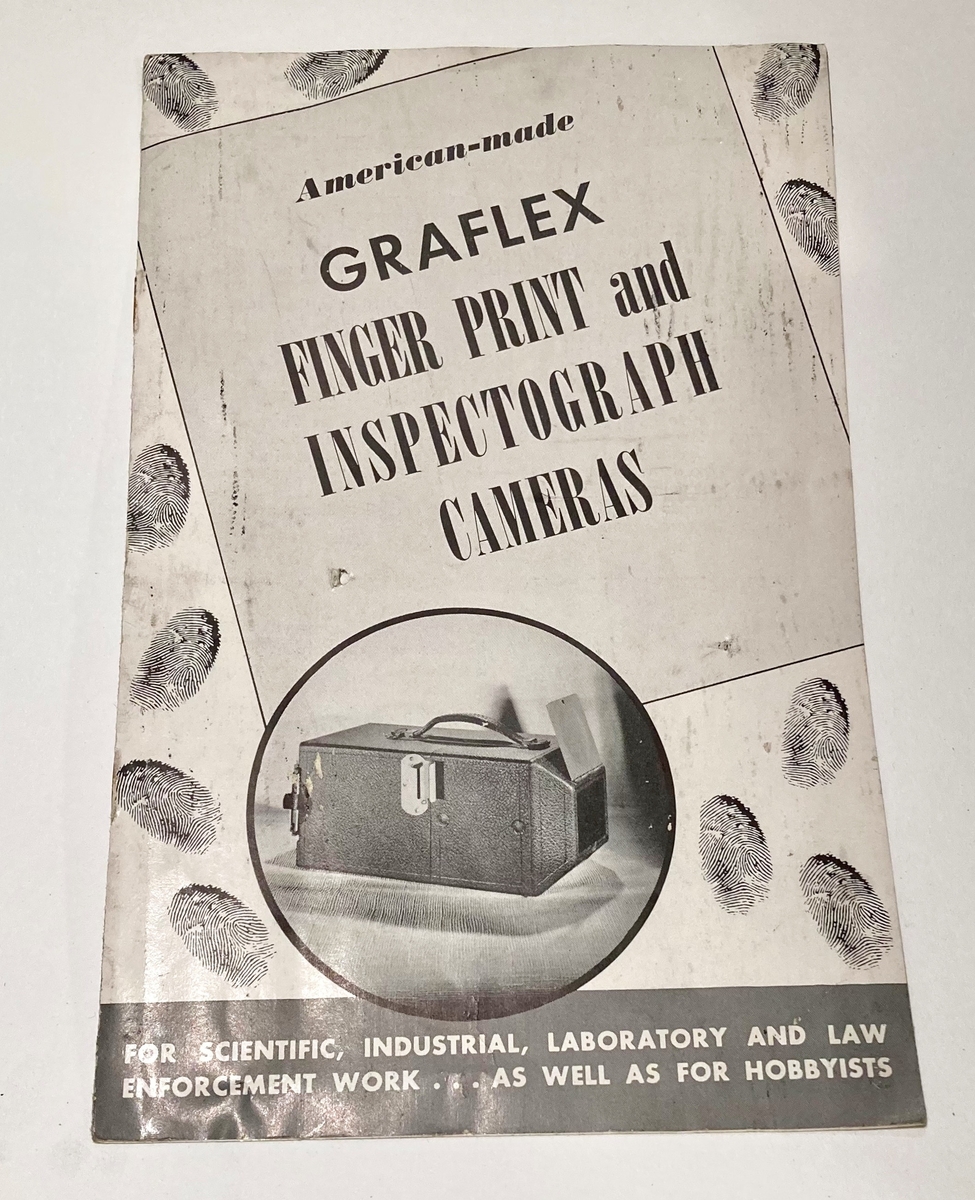 American-made
GRAFLEX
FINGER PRINT and
INSPECTOGRAPH
CAMERAS
FOR SCIENTIFIC, INDUSTRIAL, LABORATORY AND LAW
ENFORCEMENT WORK . . . AS WELL AS FOR HOBBYISTS